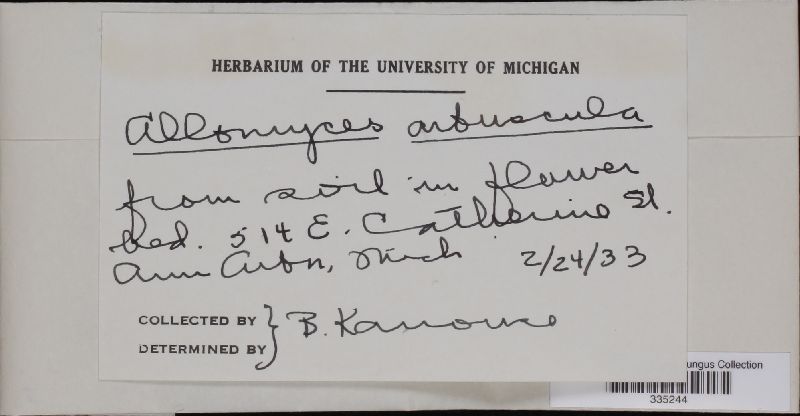 HERBARIUM OF THE UNIVERSITY OF MICHIGAN
Allomyces arbuscula
from soil in flower
bed. 514 E. Catherine St.
Ann Arbor, Mich 2/24/33
COLLECTED BY } B. Kanouse
DETERMINED BY
ungus Collection
335244